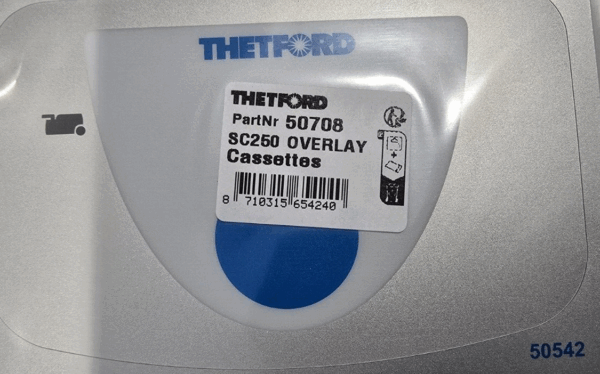 THETFORD
THETFORD
PartNr 50708
SC250 OVERLAY
Cassettes
8 710315 654240
50542